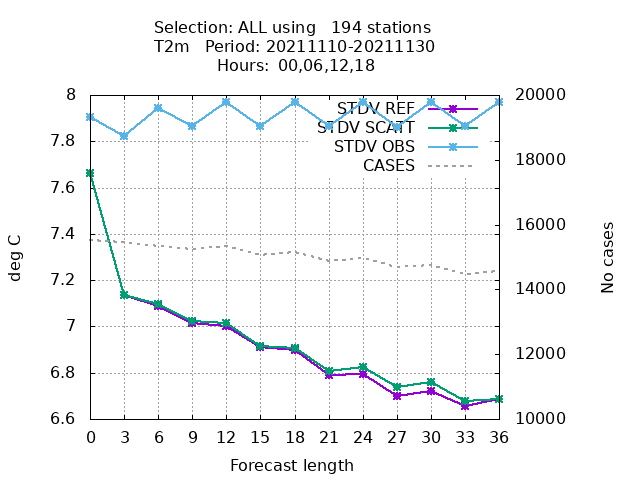 Selection: ALL using   194 stations
T2m   Period: 20211110-20211130
Hours:  00,06,12,18
8
7.8
7.6
7.4
7.2
7
6.8
6.6
deg C
STDV REF
STDV SCATT
STDV OBS
CASES
20000
18000
16000
14000
12000
10000
No cases
0 3 6 9 12 15 18 21 24 27 30 33 36
Forecast length